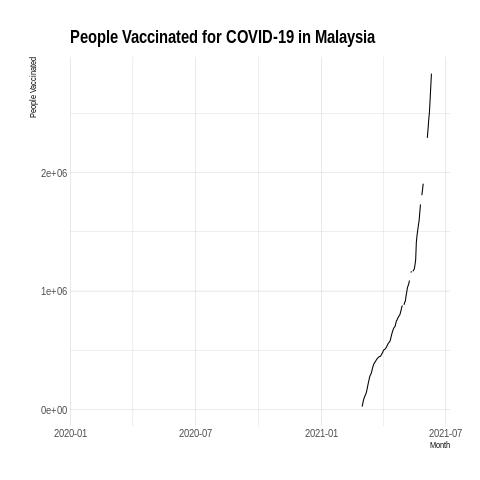 People Vaccinated for COVID-19 in Malaysia
People Vaccinated
2e+06
1e+06
0e+00
2020-01
2020-07
2021-01
2021-07
Month